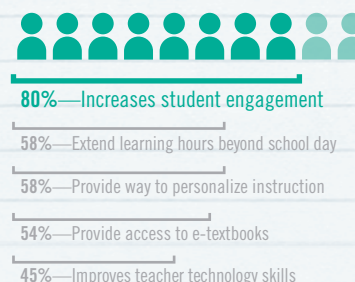 80%—Increases student engagement
58%—Extend learning hours beyond school day
58%—Provide way to personalize instruction
54%—Provide access to e-textbooks
45%—Improves teacher technology skills